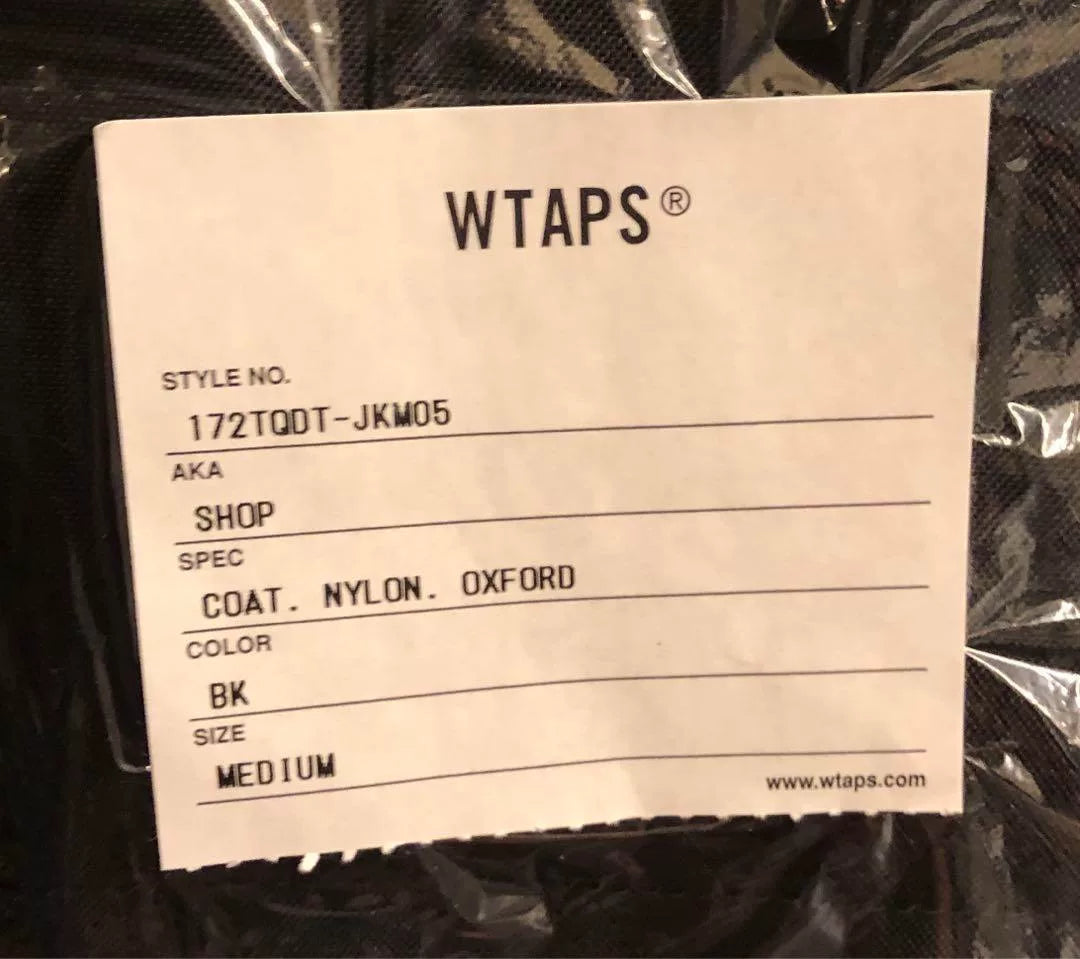 WTAPS®
STYLE NO.
172TQDT-JKM05
AKA
SHOP
SPEC
COAT. NYLON. OXFORD
COLOR
BK
SIZE
MEDIUM
www.wtaps.com